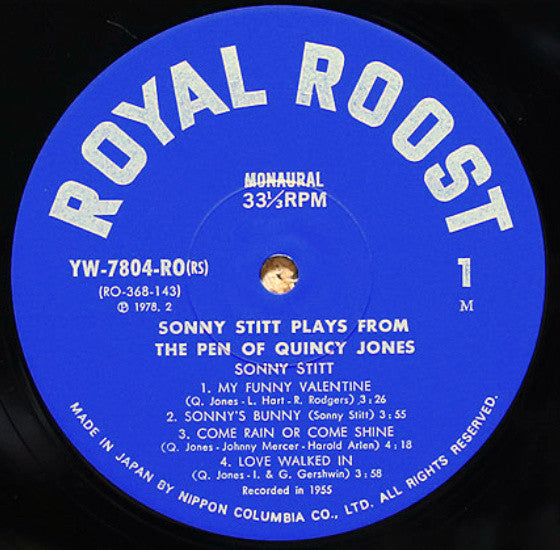 ROYAL ROOST
MONAURAL
33⅓RPM
YW-7804-RO(RS)
(RO-368-143)
Ⓟ 1978. 2
1
M
SONNY STITT PLAYS FROM
THE PEN OF QUINCY JONES
SONNY STITT
1. MY FUNNY VALENTINE
(Q. Jones - L. Hart - R. Rodgers) 3:26
2. SONNY'S BUNNY (Sonny Stitt) 3:55
3. COME RAIN OR COME SHINE
(Q. Jones - Johnny Mercer - Harold Arlen) 4:18
4. LOVE WALKED IN
(Q. Jones - I. & G. Gershwin) 3:58
Recorded in 1955
MADE IN JAPAN BY NIPPON COLUMBIA CO., LTD. ALL RIGHTS RESERVED.